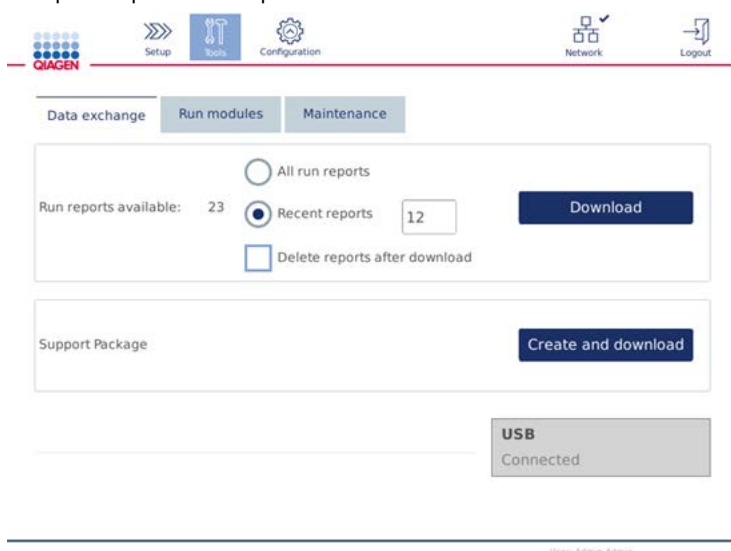 QIAGEN
Setup
Tools
Configuration
Network
Logout
Data exchange
Run modules
Maintenance
All run reports
Run reports available: 23
Recent reports 12
Download
Delete reports after download
Support Package
Create and download
USB
Connected